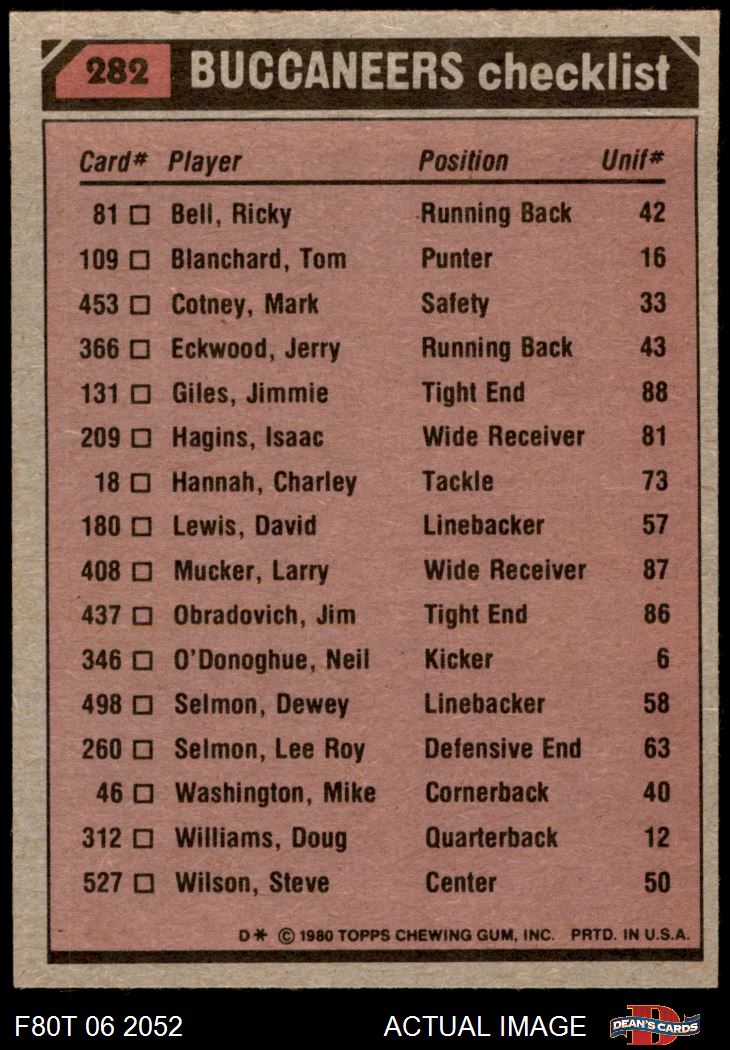 282 BUCCANEERS checklist
Card# Player Position Unif#
81 □ Bell, Ricky Running Back 42
109 □ Blanchard, Tom Punter 16
453 □ Cotney, Mark Safety 33
366 □ Eckwood, Jerry Running Back 43
131 □ Giles, Jimmie Tight End 88
209 □ Hagins, Isaac Wide Receiver 81
18 □ Hannah, Charley Tackle 73
180 □ Lewis, David Linebacker 57
408 □ Mucker, Larry Wide Receiver 87
437 □ Obradovich, Jim Tight End 86
346 □ O'Donoghue, Neil Kicker 6
498 □ Selmon, Dewey Linebacker 58
260 □ Selmon, Lee Roy Defensive End 63
46 □ Washington, Mike Cornerback 40
312 □ Williams, Doug Quarterback 12
527 □ Wilson, Steve Center 50
D* © 1980 TOPPS CHEWING GUM, INC. PRTD. IN U.S.A.
F80T 06 2052 ACTUAL IMAGE D DEAN'S CARDS